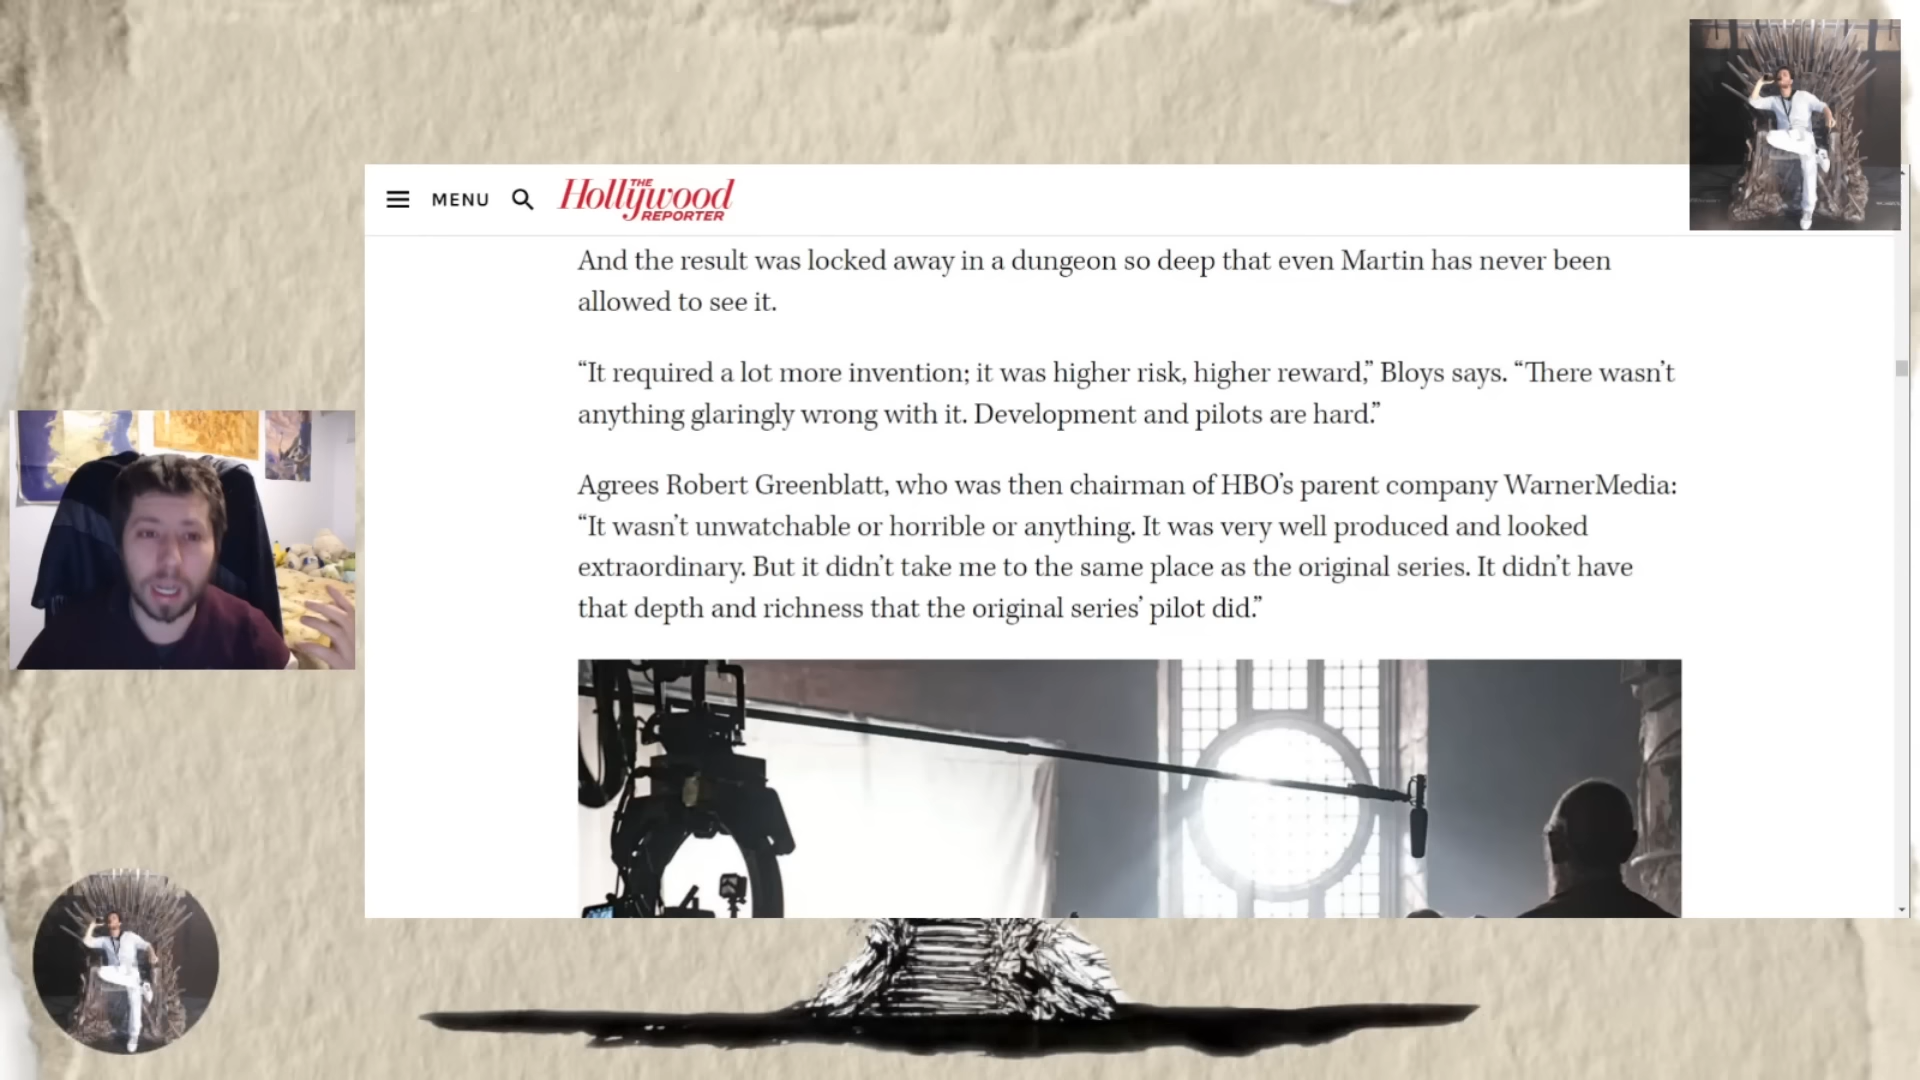 MENU
THE
Hollywood
REPORTER
And the result was locked away in a dungeon so deep that even Martin has never been
allowed to see it.
“It required a lot more invention; it was higher risk, higher reward,” Bloys says. “There wasn’t
anything glaringly wrong with it. Development and pilots are hard.”
Agrees Robert Greenblatt, who was then chairman of HBO’s parent company WarnerMedia:
“It wasn’t unwatchable or horrible or anything. It was very well produced and looked
extraordinary. But it didn’t take me to the same place as the original series. It didn’t have
that depth and richness that the original series’ pilot did.”